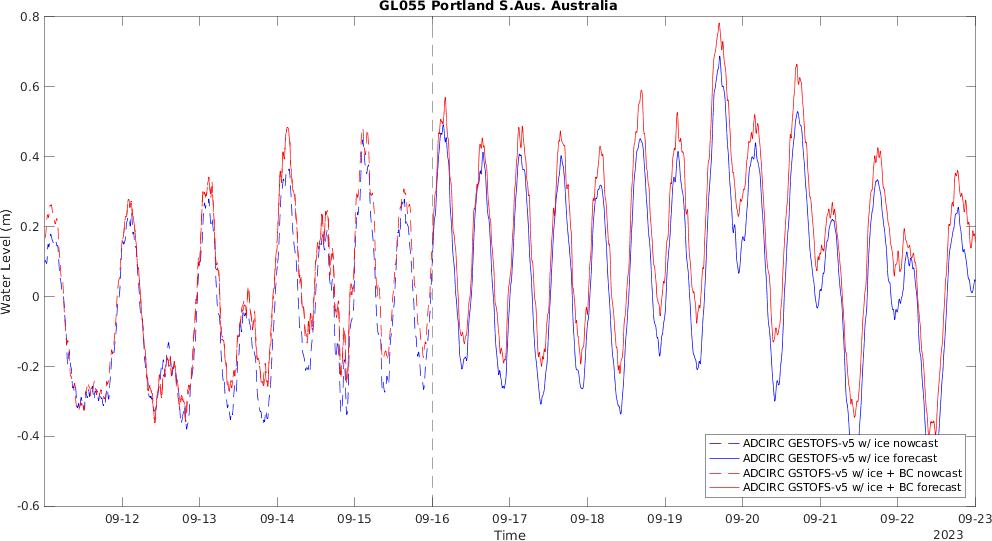 GL055 Portland S.Aus. Australia
Water Level (m)
0.8
0.6
0.4
0.2
0
-0.2
-0.4
-0.6
ADCIRC GESTOFS-v5 w/ ice nowcast
ADCIRC GESTOFS-v5 w/ ice forecast
ADCIRC GSTOFS-v5 w/ ice + BC nowcast
ADCIRC GSTOFS-v5 w/ ice + BC forecast
09-12 09-13 09-14 09-15 09-16 09-17 09-18 09-19 09-20 09-21 09-22 09-23
Time
2023